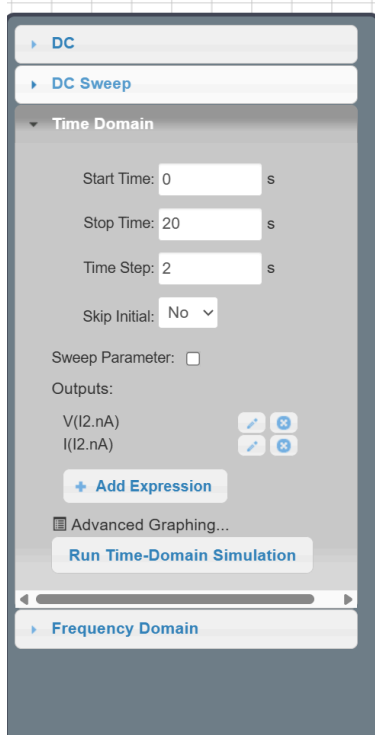 DC
DC Sweep
Time Domain
Start Time: 0 s
Stop Time: 20 s
Time Step: 2 s
Skip Initial: No
Sweep Parameter:
Outputs:
V(I2.nA)
I(I2.nA)
+ Add Expression
Advanced Graphing...
Run Time-Domain Simulation
Frequency Domain